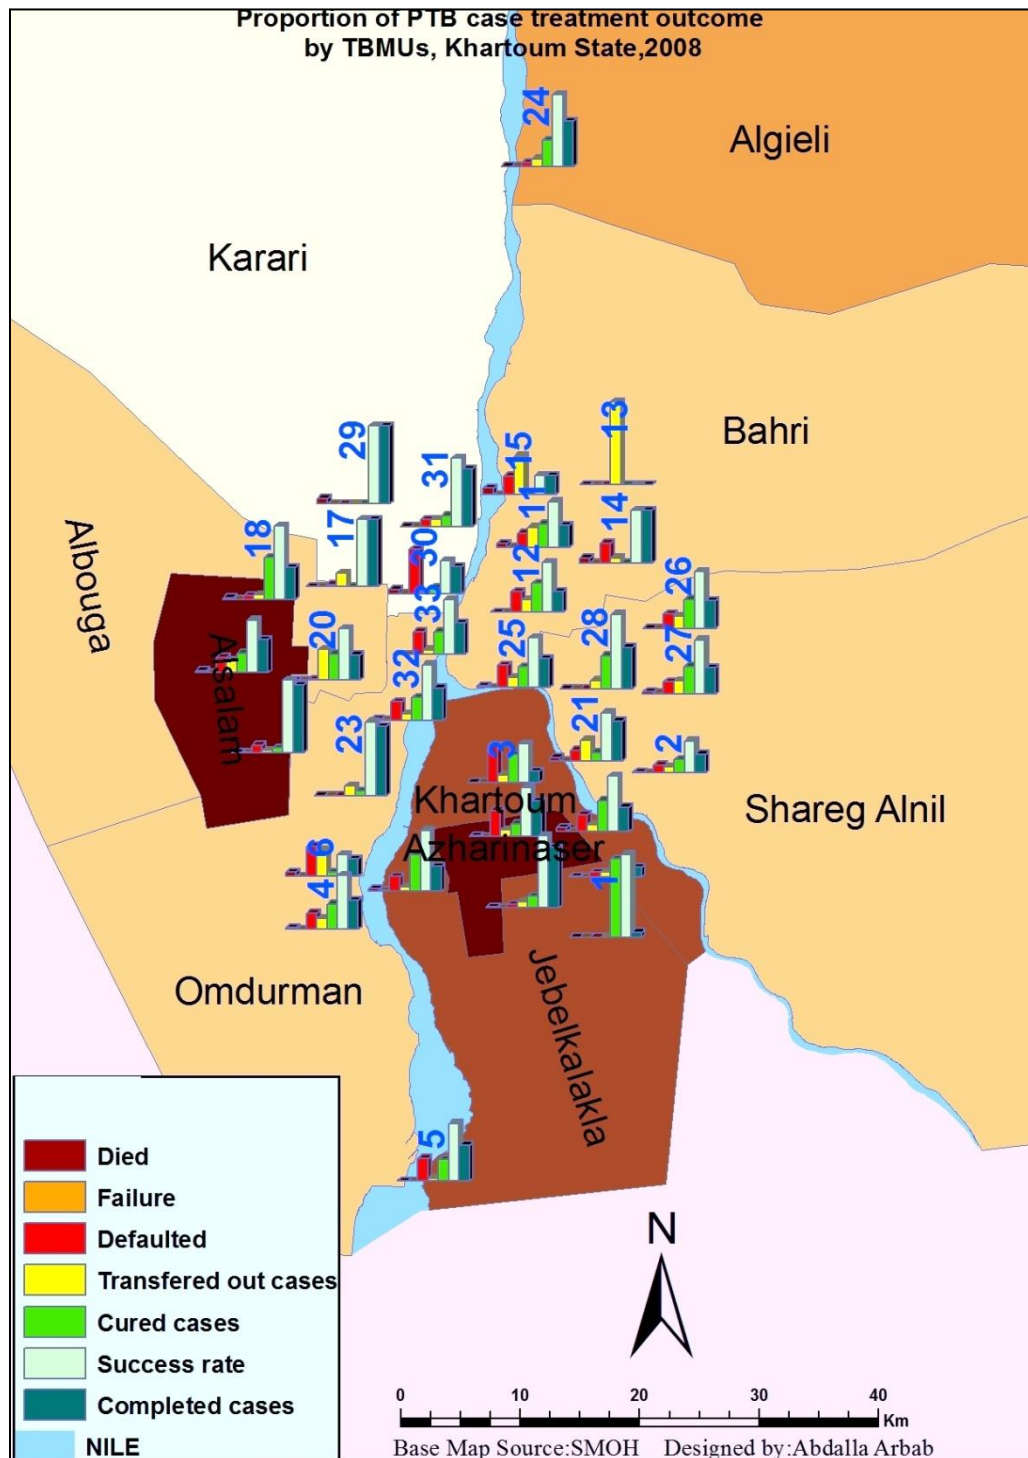 Proportion of PTB case treatment outcome
by TBMUs, Khartoum State,2008
24
Algieli
Karari
13
Bahri
29
15
31
11
14
18
17
30
Albouga
12
26
33
20
28
25
27
Alsalam
32
23
21
2
3
Khartoum
Shareg Alnil
Azharinaser
6
1
4
Omdurman
Jebelkalakla
5
Died
Failure
Defaulted
Transfered out cases
Cured cases
Success rate
Completed cases
NILE
N
0 10 20 30 40
Km
Base Map Source:SMOH Designed by:Abdalla Arbab